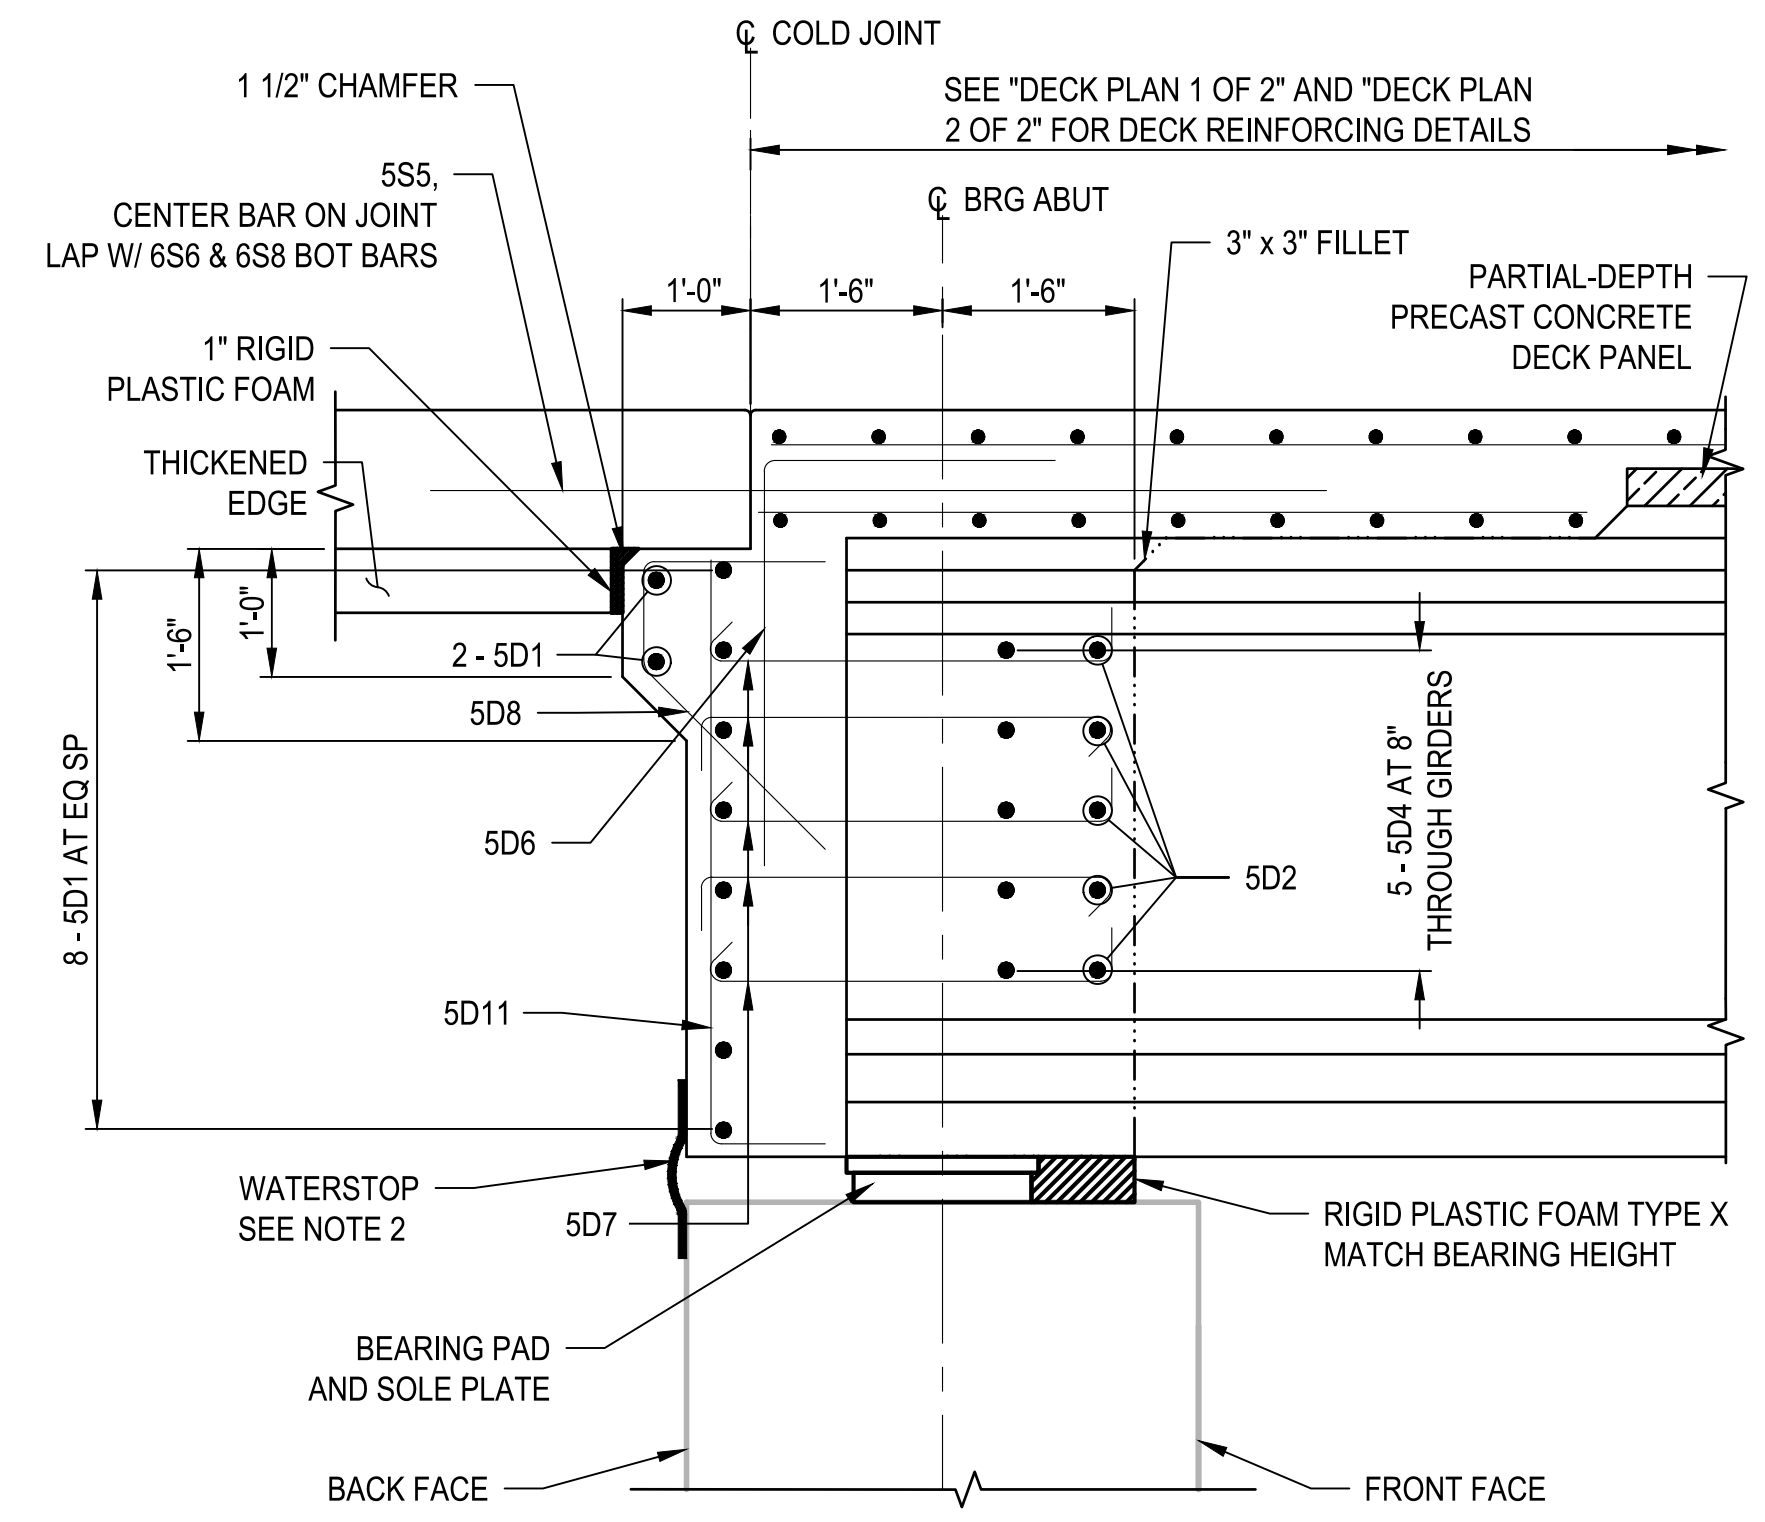 ℄ COLD JOINT
1 1/2" CHAMFER
SEE "DECK PLAN 1 OF 2" AND "DECK PLAN
2 OF 2" FOR DECK REINFORCING DETAILS
5S5,
CENTER BAR ON JOINT
LAP W/ 6S6 & 6S8 BOT BARS
℄ BRG ABUT
3" x 3" FILLET
1'-0"
1'-6"
1'-6"
PARTIAL-DEPTH
PRECAST CONCRETE
DECK PANEL
1" RIGID
PLASTIC FOAM
THICKENED
EDGE
1'-6"
1'-0"
2 - 5D1
5D8
5D6
8 - 5D1 AT EQ SP
5 - 5D4 AT 8"
THROUGH GIRDERS
5D2
5D11
WATERSTOP
SEE NOTE 2
5D7
RIGID PLASTIC FOAM TYPE X
MATCH BEARING HEIGHT
BEARING PAD
AND SOLE PLATE
BACK FACE
FRONT FACE